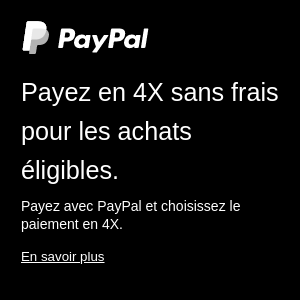 PayPal
Payez en 4X sans frais
pour les achats
éligibles.
Payez avec PayPal et choisissez le
paiement en 4X.
En savoir plus